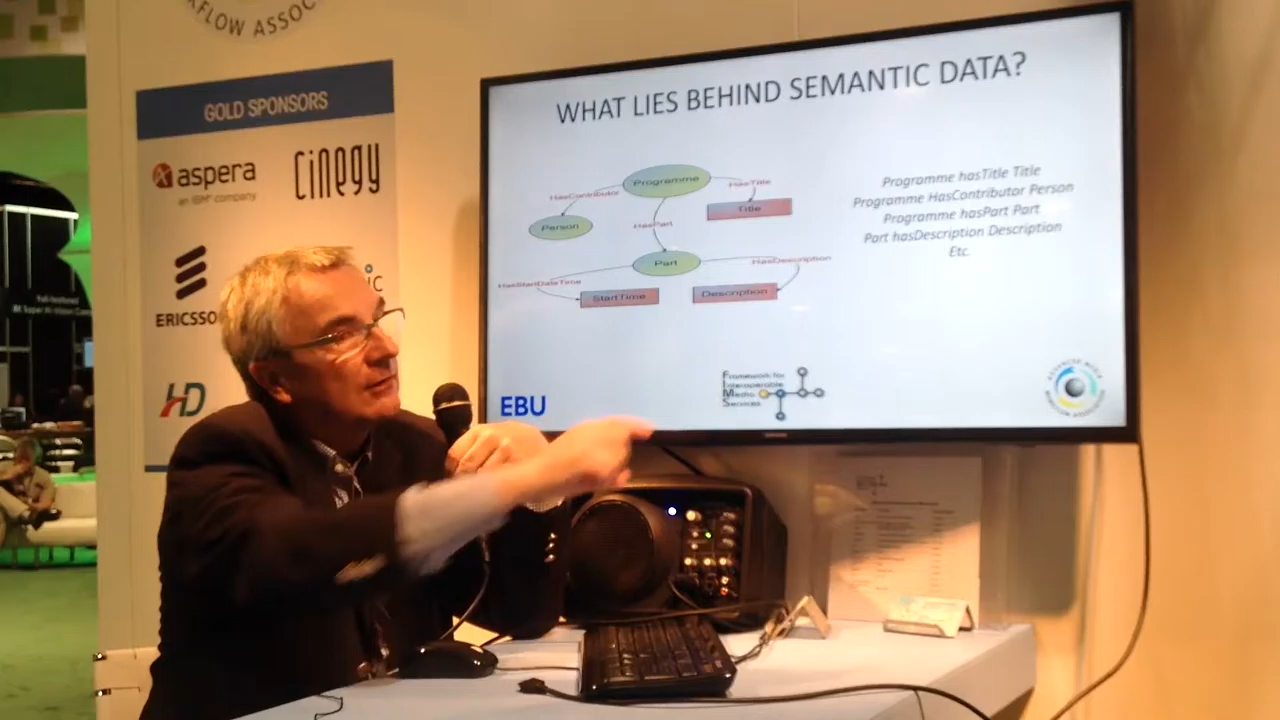 KFLOW ASSOC
GOLD SPONSORS
aspera
an IBM company
CINEGY
ERICSSO
HD
WHAT LIES BEHIND SEMANTIC DATA?
Programme
HasContributor
HasTitle
Title
Person
HasPart
Part
HasDescription
HasStartDateTime
StartTime
Description
Programme hasTitle Title
Programme HasContributor Person
Programme hasPart Part
Part hasDescription Description
Etc.
EBU
Framework for
Interoperable
Media
Services